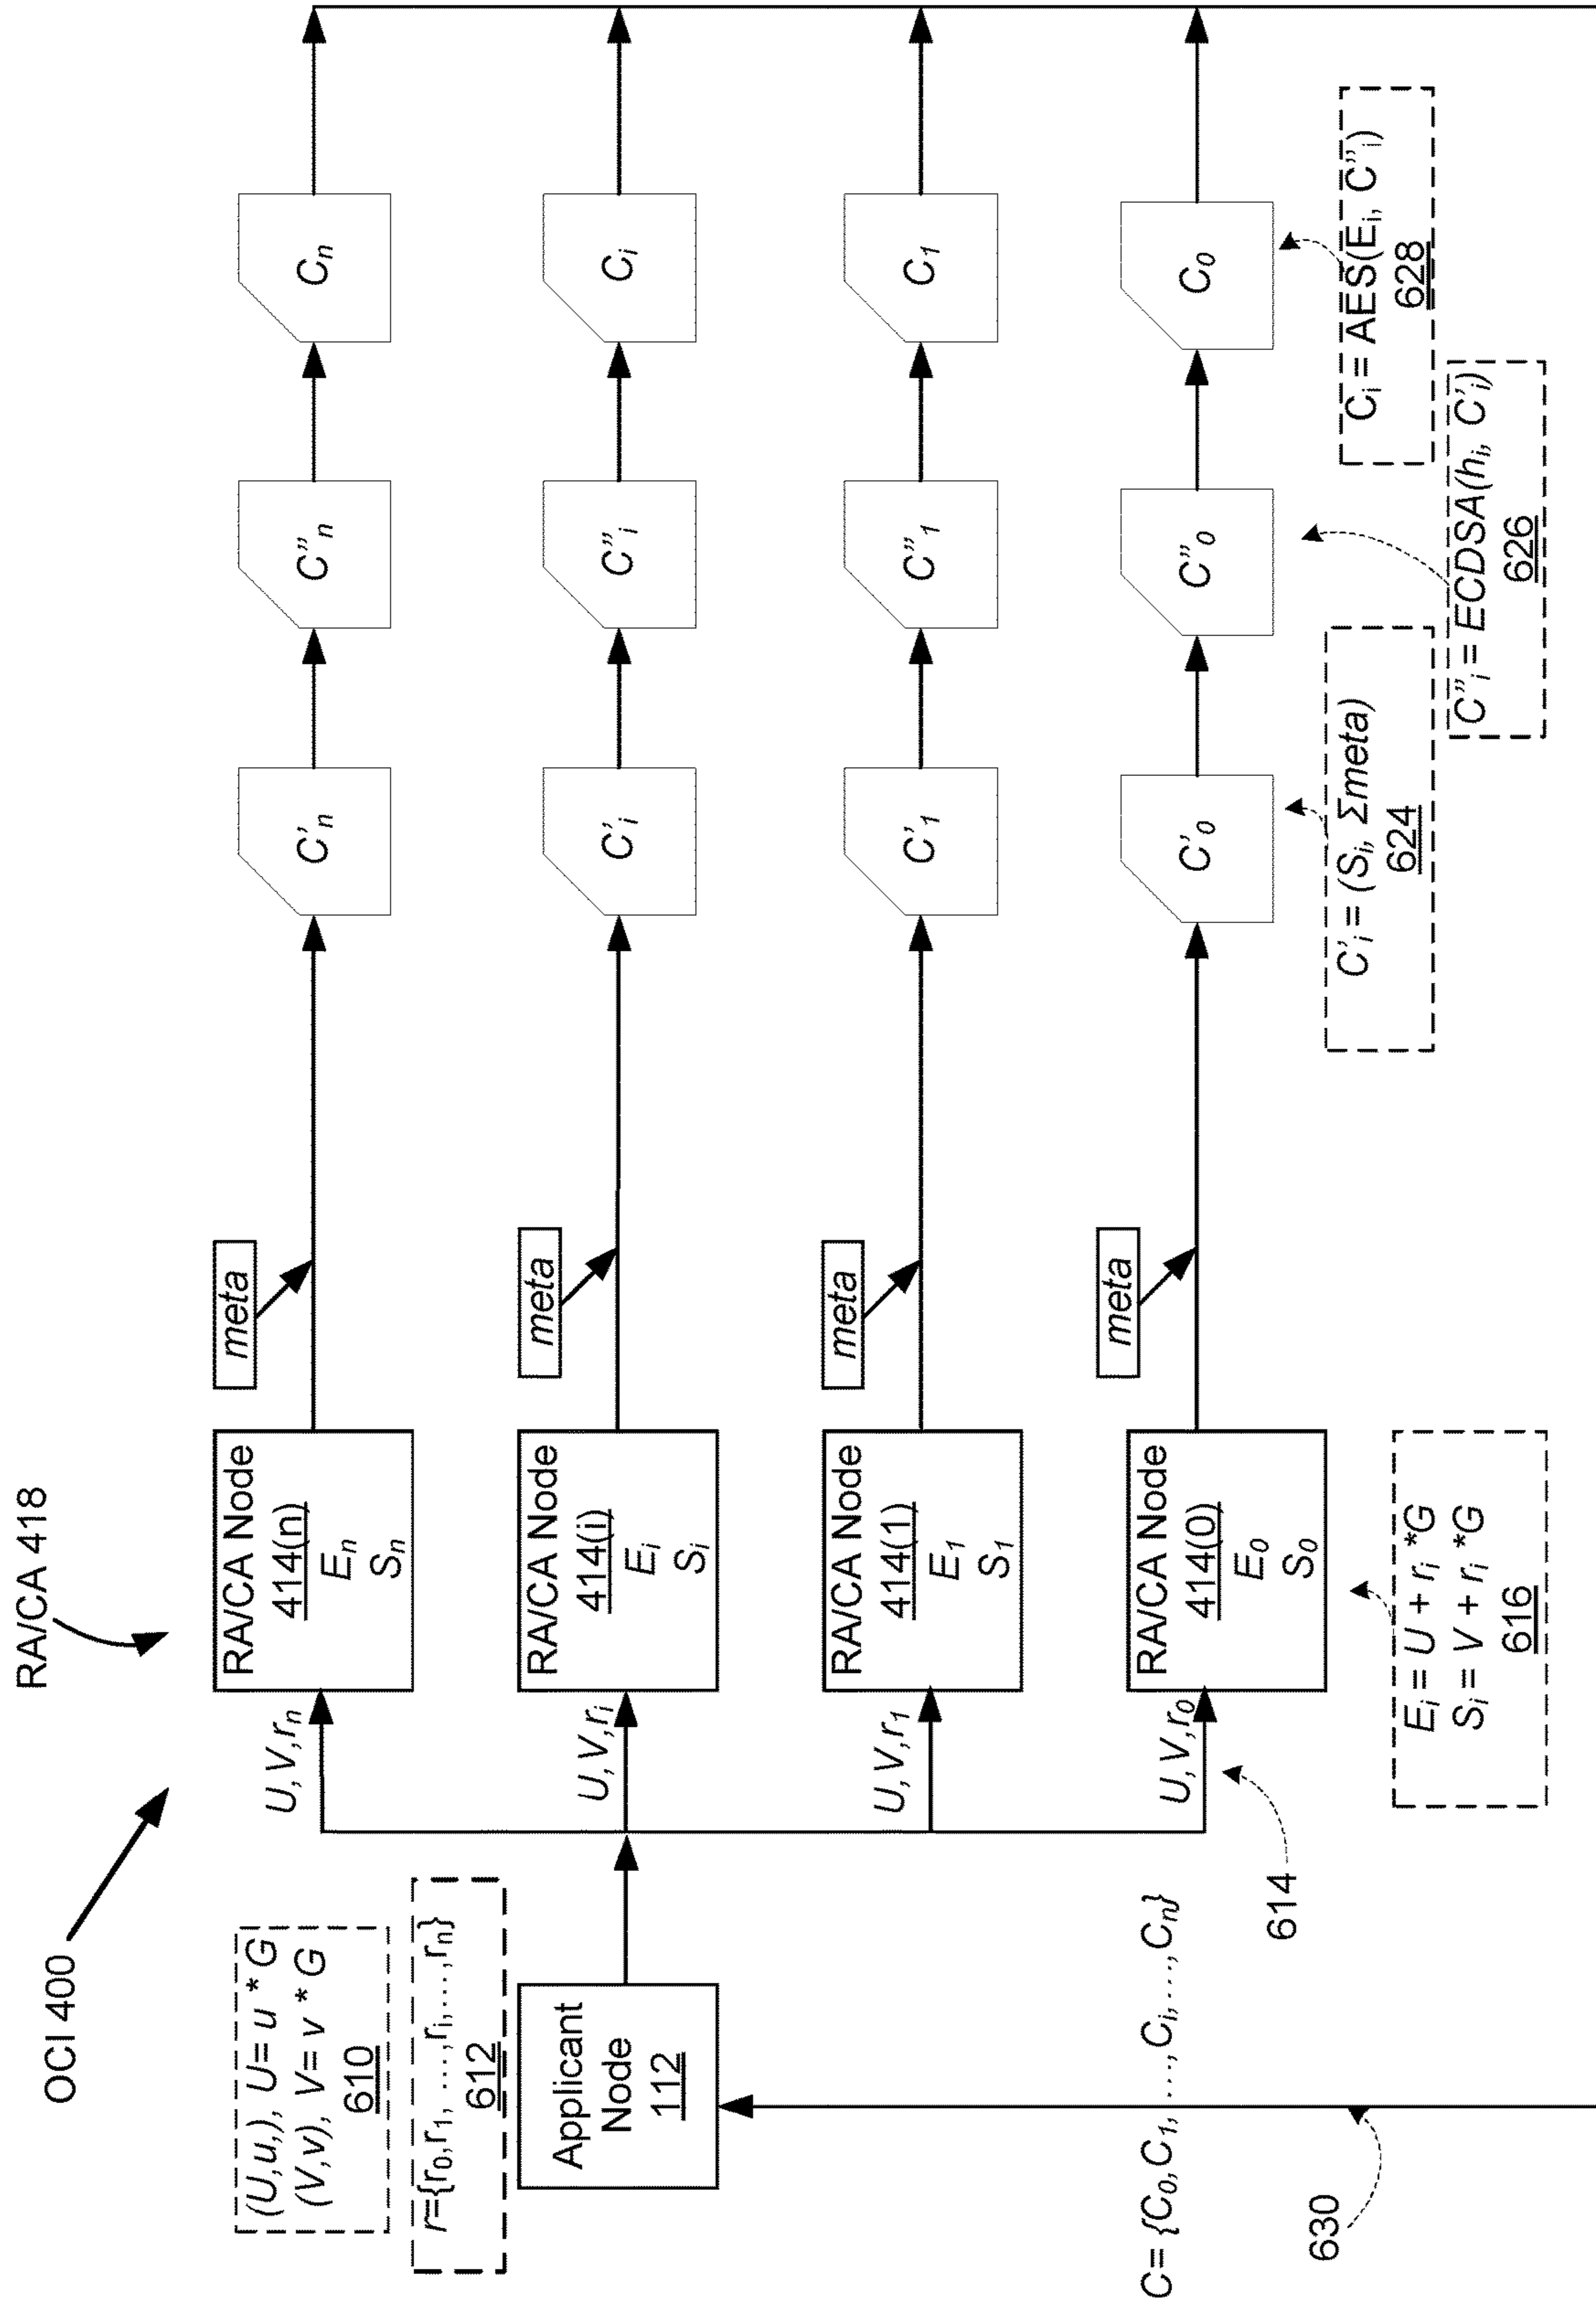 OCI 400
RA/CA 418
(U,u,), U= u * G
(V,v), V= v * G
610
r={r0,r1, ...,ri,...,rn}
612
Applicant
Node
112
U,V,rn
U,V,ri
U,V,r1
U,V,r0
614
RA/CA Node
414(n)
En
Sn
RA/CA Node
414(i)
Ei
Si
RA/CA Node
414(1)
E1
S1
RA/CA Node
414(0)
E0
S0
Ei = U + ri *G
Si = V + ri *G
616
meta
meta
meta
meta
C'n
C"n
Cn
C'i
C"i
Ci
C'1
C"1
C1
C'0
C"0
C0
C'i = (Si, Σmeta)
624
C"i = ECDSA(hi, C'i)
626
Ci = AES(Ei, C"i)
628
C= {C0,C1, ...,Ci,...,Cn}
630